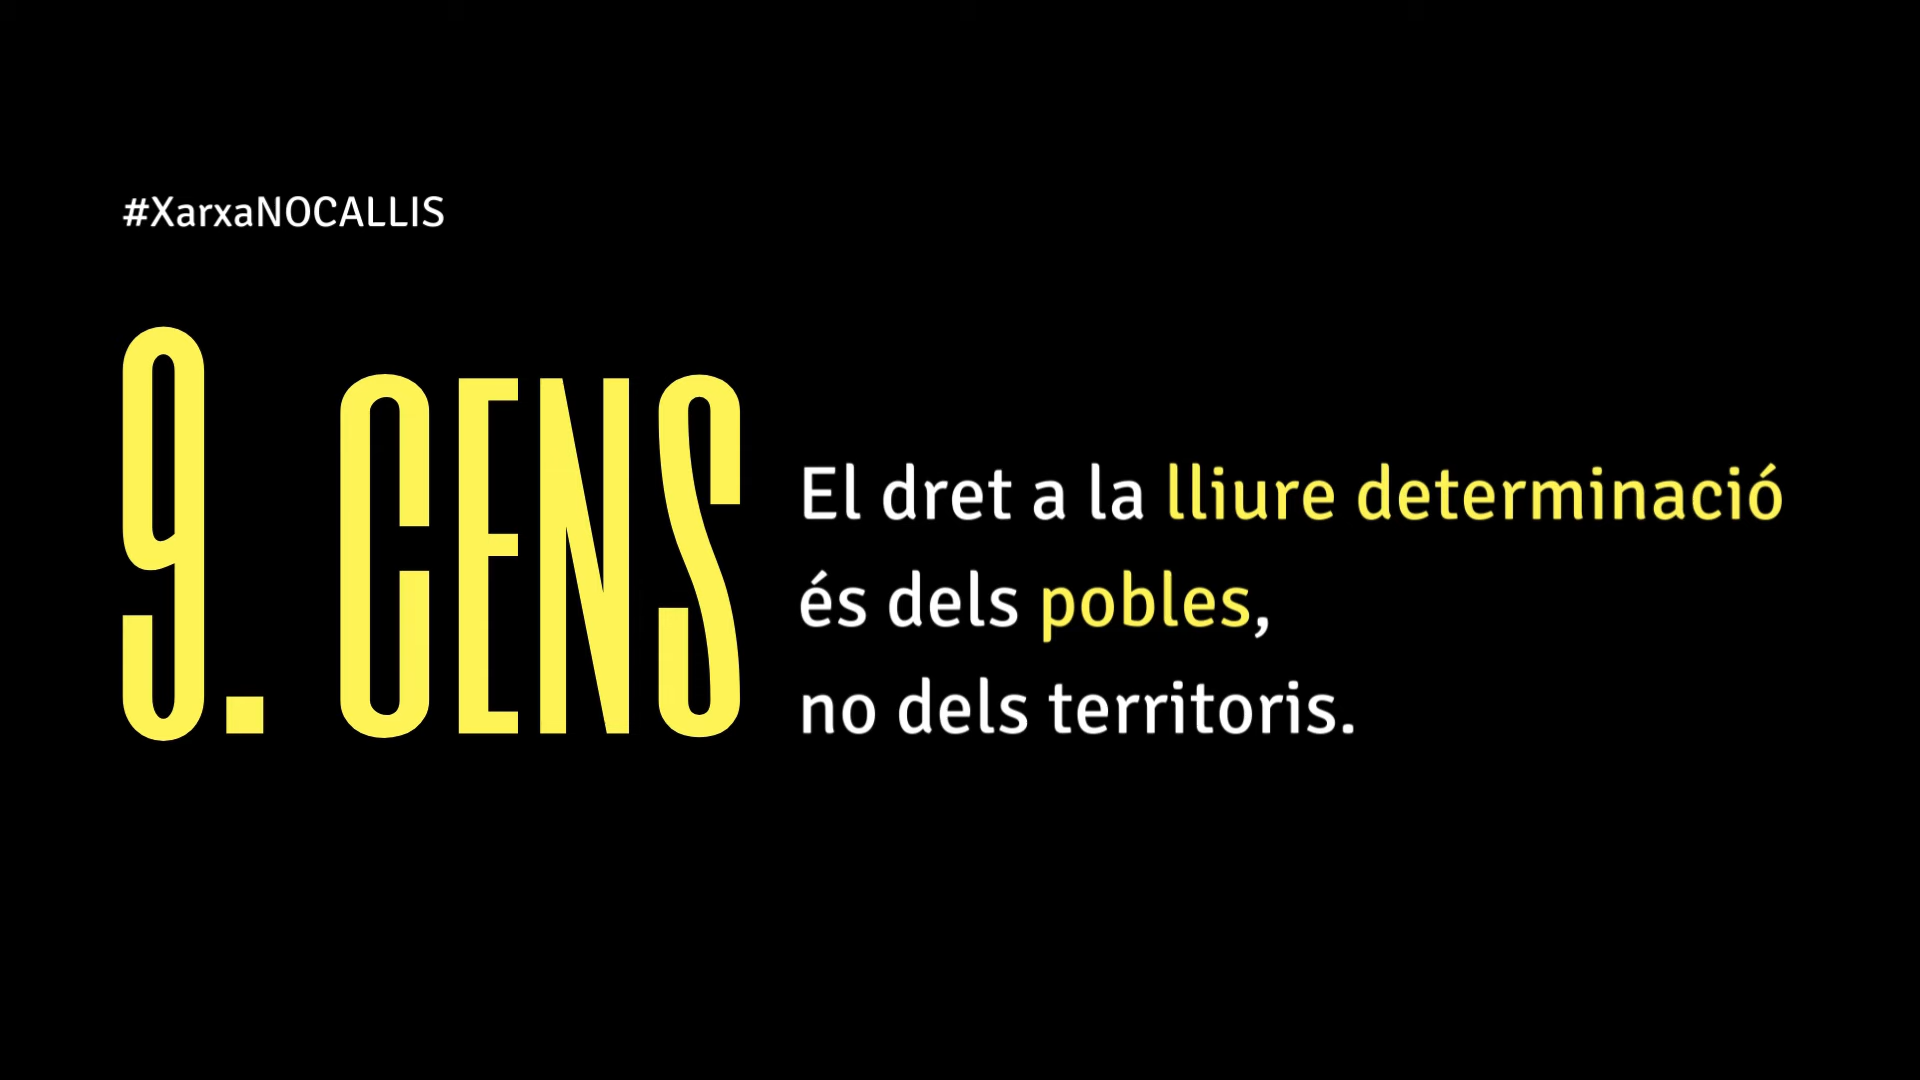 #XarxaNOCALLIS
9. CENS
El dret a la lliure determinació
és dels pobles,
no dels territoris.